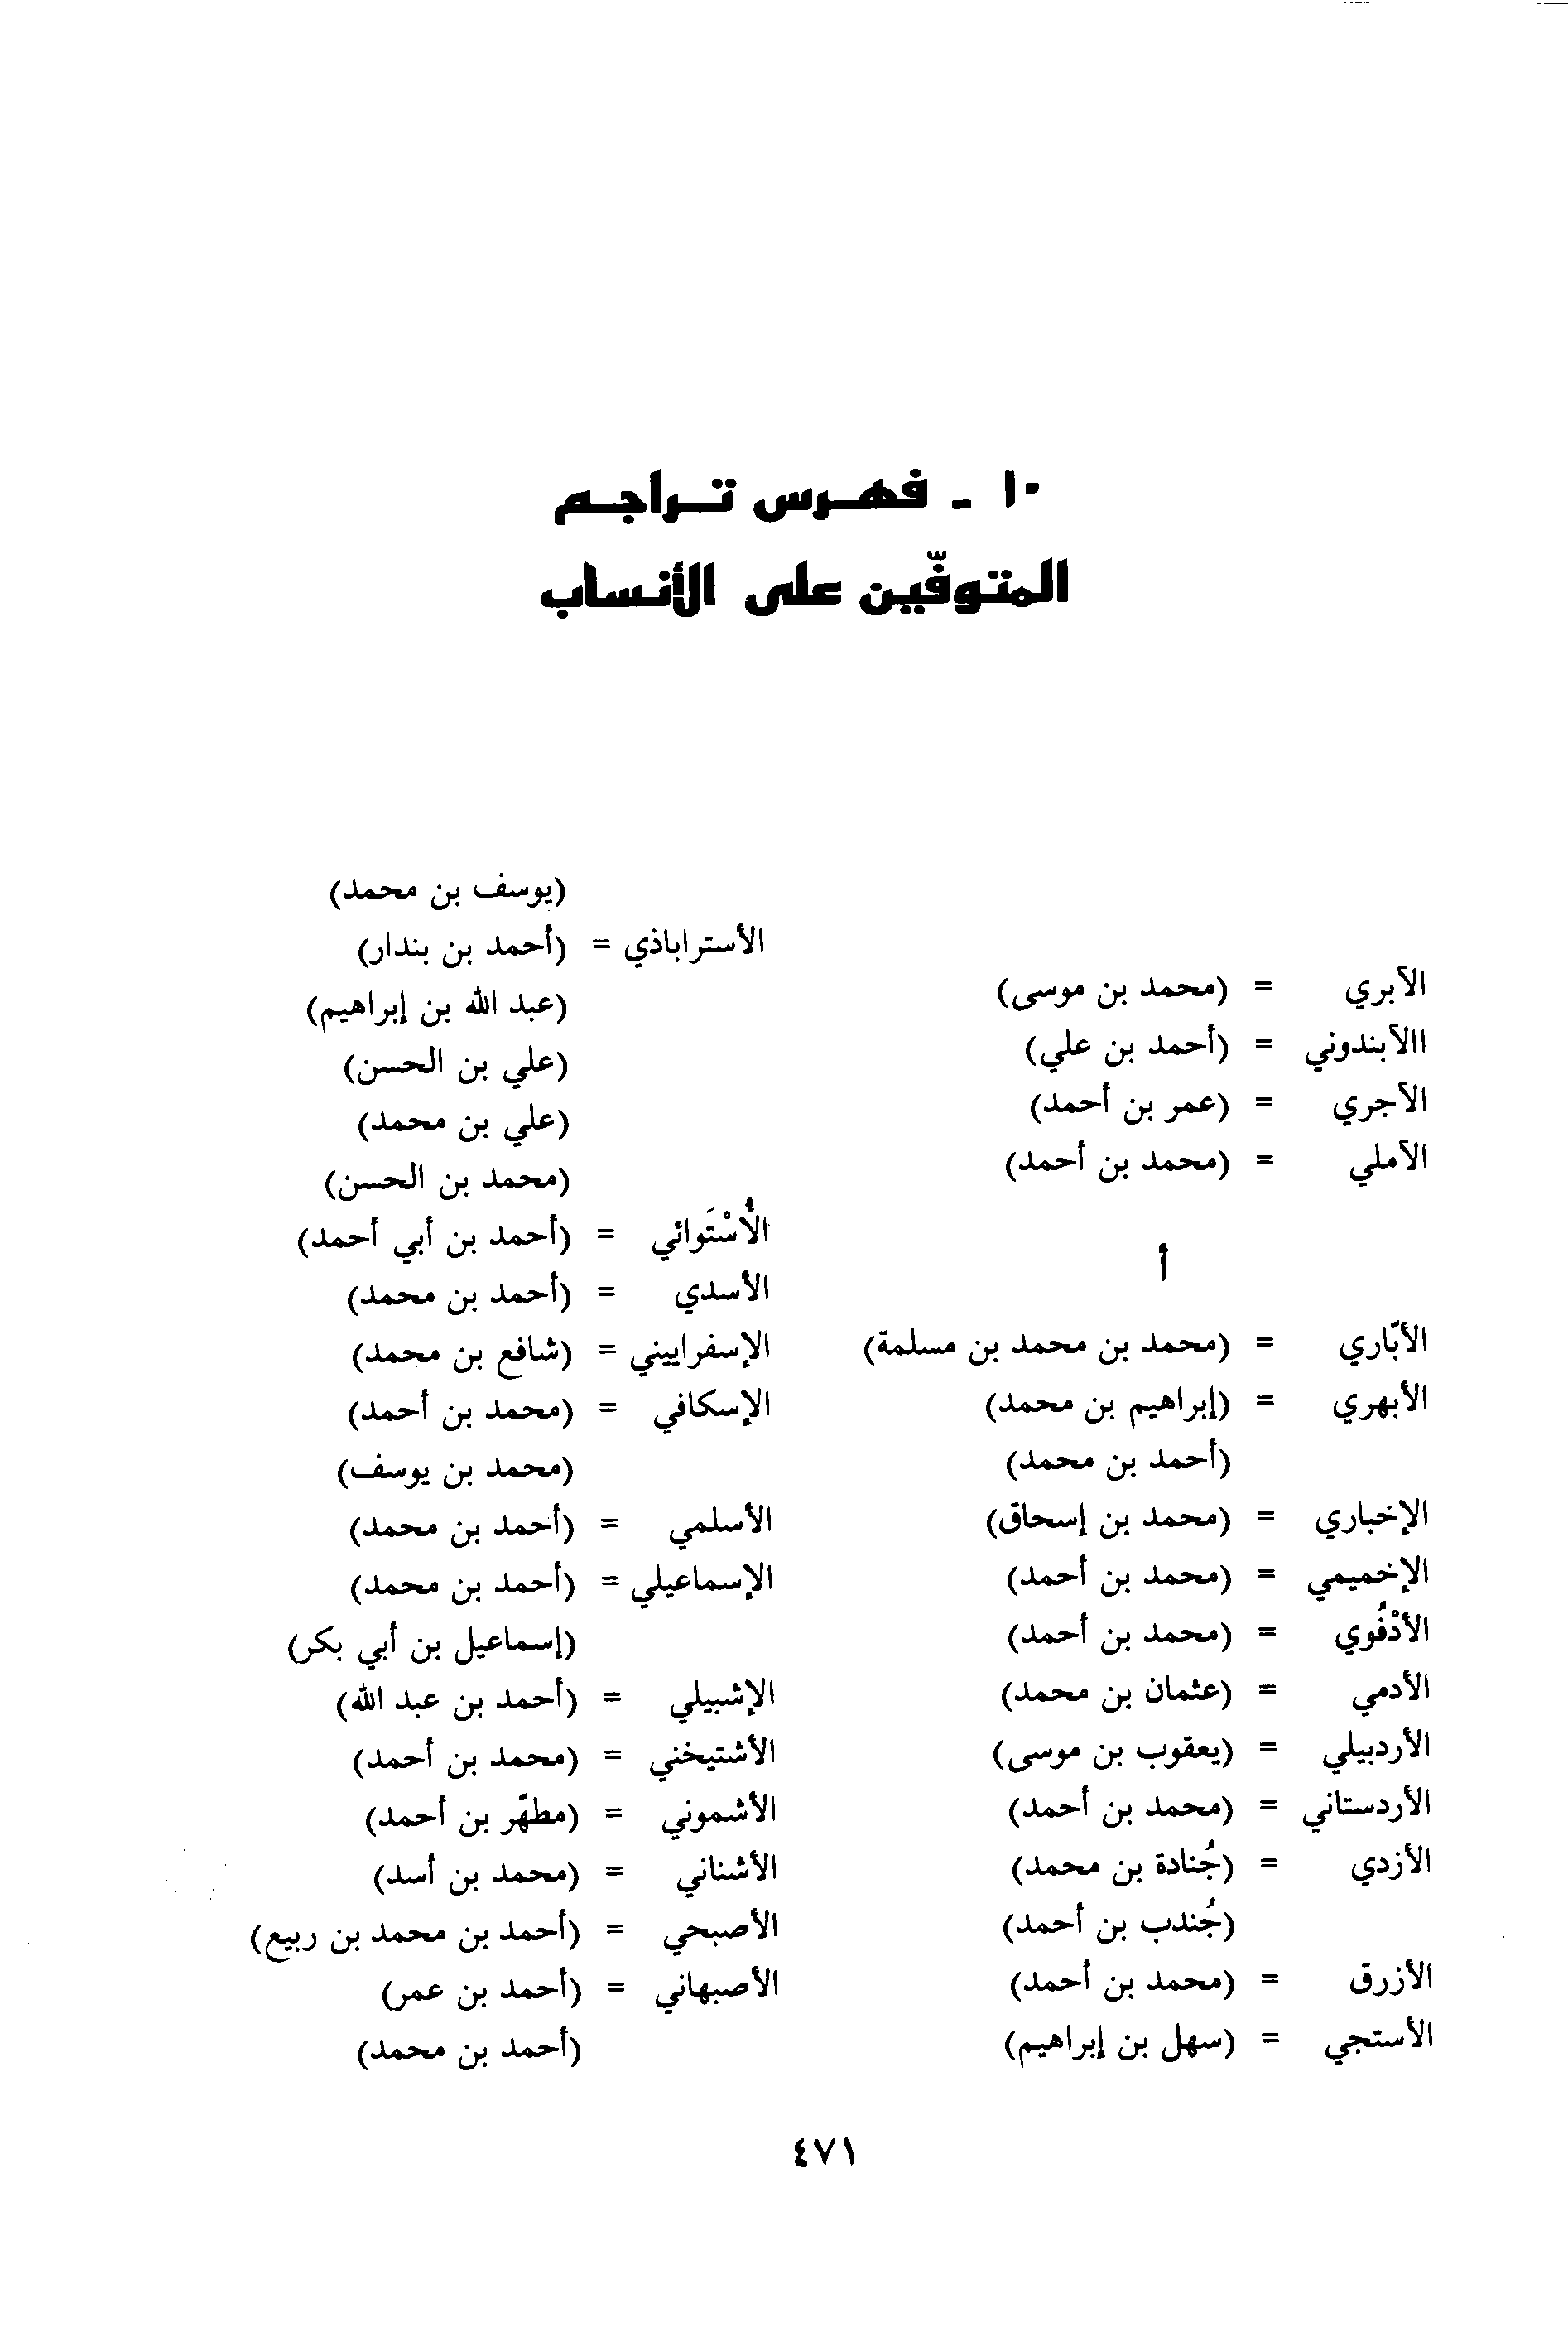 ١٠ - فهرس تراجم
المتوفّين على الأنساب
الآبري = (محمد بن موسى)
االآبندوني = (أحمد بن علي)
الآجري = (عمر بن أحمد)
الآملي = (محمد بن أحمد)
أ
الأبّاري = (محمد بن محمد بن مسلمة)
الأبهري = (إبراهيم بن محمد)
(أحمد بن محمد)
الإخباري = (محمد بن إسحاق)
الإخميمي = (محمد بن أحمد)
الأدْفُوي = (محمد بن أحمد)
الأدمي = (عثمان بن محمد)
الأردبيلي = (يعقوب بن موسى)
الأردستاني = (محمد بن أحمد)
الأزدي = (جُنادة بن محمد)
(جُندب بن أحمد)
الأزرق = (محمد بن أحمد)
الأستجي = (سهل بن إبراهيم)
(يوسف بن محمد)
الأستراباذي = (أحمد بن بندار)
(عبد الله بن إبراهيم)
(علي بن الحسن)
(علي بن محمد)
(محمد بن الحسن)
الأُسْتَوائي = (أحمد بن أبي أحمد)
الأسدي = (أحمد بن محمد)
الإسفراييني = (شافع بن محمد)
الإسكافي = (محمد بن أحمد)
(محمد بن يوسف)
الأسلمي = (أحمد بن محمد)
الإسماعيلي = (أحمد بن محمد)
(إسماعيل بن أبي بكر)
الإشبيلي = (أحمد بن عبد الله)
الأشتيخني = (محمد بن أحمد)
الأشموني = (مطهّر بن أحمد)
الأشناني = (محمد بن أسد)
الأصبحي = (أحمد بن محمد بن ربيع)
الأصبهاني = (أحمد بن عمر)
(أحمد بن محمد)
٤٧١